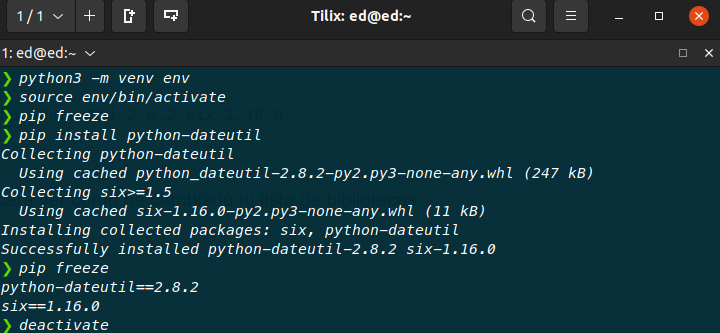 1 / 1
Tilix: ed@ed:~
1: ed@ed:~
❯ python3 -m venv env
❯ source env/bin/activate
❯ pip freeze
❯ pip install python-dateutil
Collecting python-dateutil
  Using cached python_dateutil-2.8.2-py2.py3-none-any.whl (247 kB)
Collecting six>=1.5
  Using cached six-1.16.0-py2.py3-none-any.whl (11 kB)
Installing collected packages: six, python-dateutil
Successfully installed python-dateutil-2.8.2 six-1.16.0
❯ pip freeze
python-dateutil==2.8.2
six==1.16.0
❯ deactivate